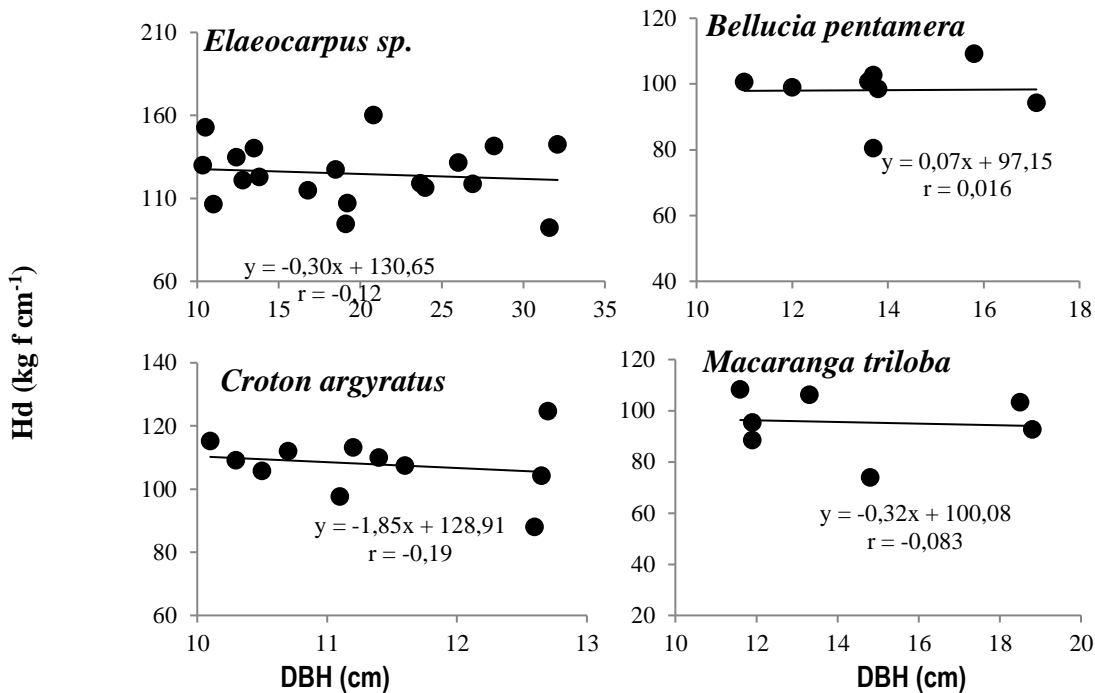 Hd (kg f cm⁻¹)
Elaeocarpus sp.
210
160
110
60
y = -0,30x + 130,65
r = -0,12
10 15 20 25 30 35
Bellucia pentamera
120
100
80
60
40
y = 0,07x + 97,15
r = 0,016
10 12 14 16 18
Croton argyratus
140
120
100
80
60
y = -1,85x + 128,91
r = -0,19
10 11 12 13
DBH (cm)
Macaranga triloba
120
100
80
60
40
20
y = -0,32x + 100,08
r = -0,083
10 12 14 16 18 20
DBH (cm)